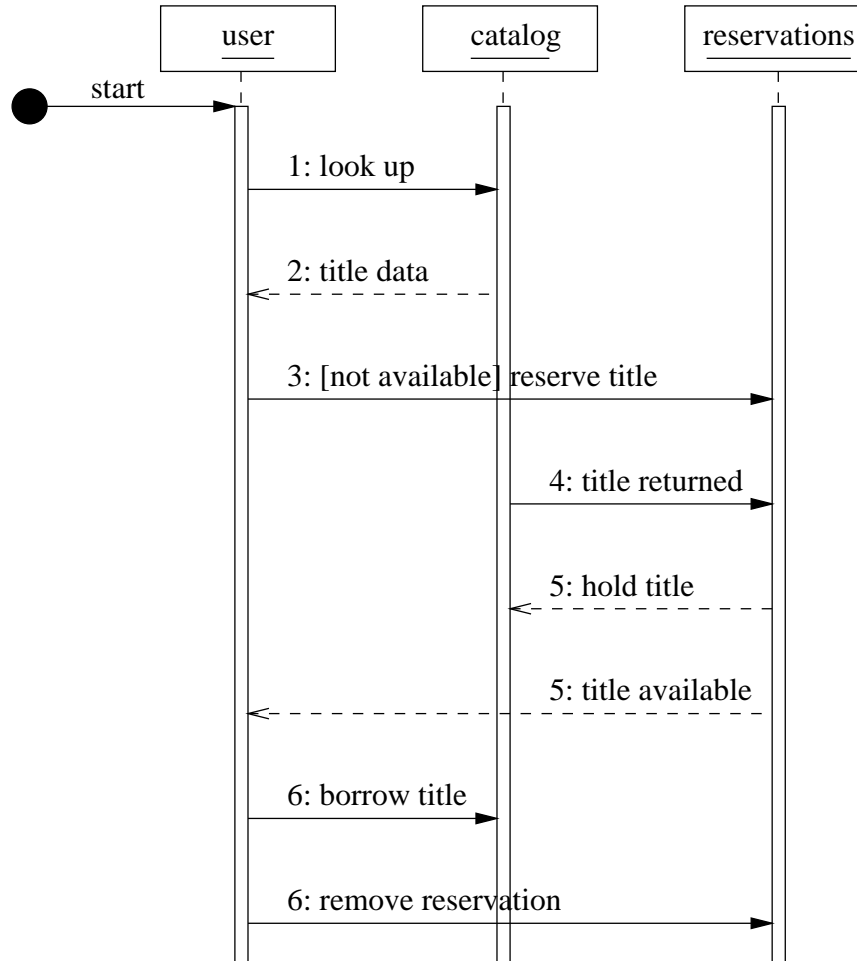 user
catalog
reservations
start
1: look up
2: title data
3: [not available] reserve title
4: title returned
5: hold title
5: title available
6: borrow title
6: remove reservation